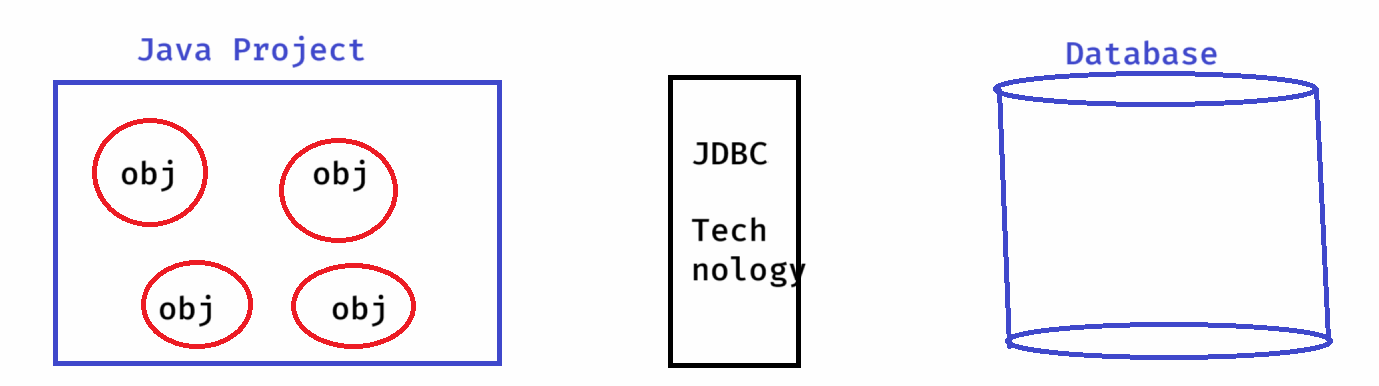 Java Project
Database
obj
obj
obj
obj
JDBC
Tech
nology